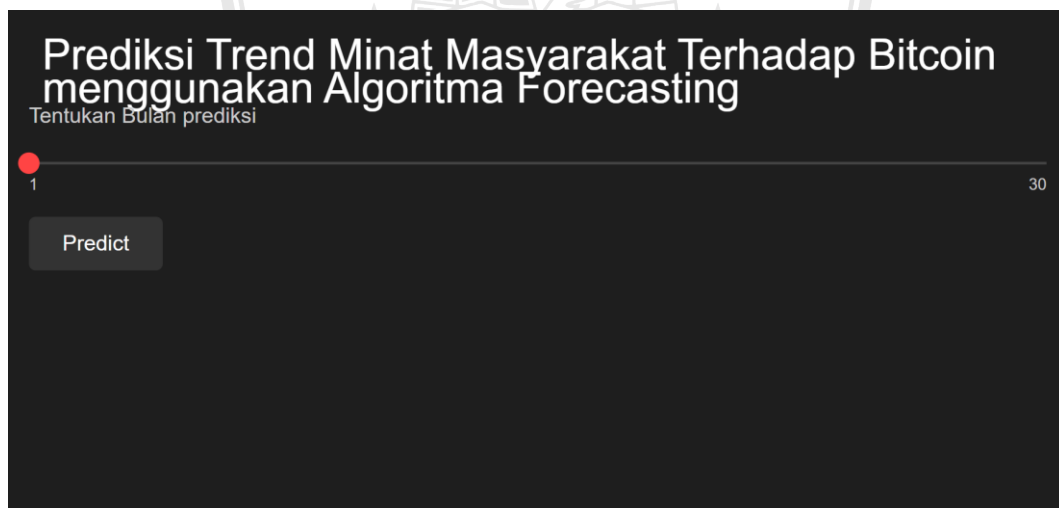 Prediksi Trend Minat Masyarakat Terhadap Bitcoin
menggunakan Algoritma Forecasting
Tentukan Bulan prediksi
1 30
Predict